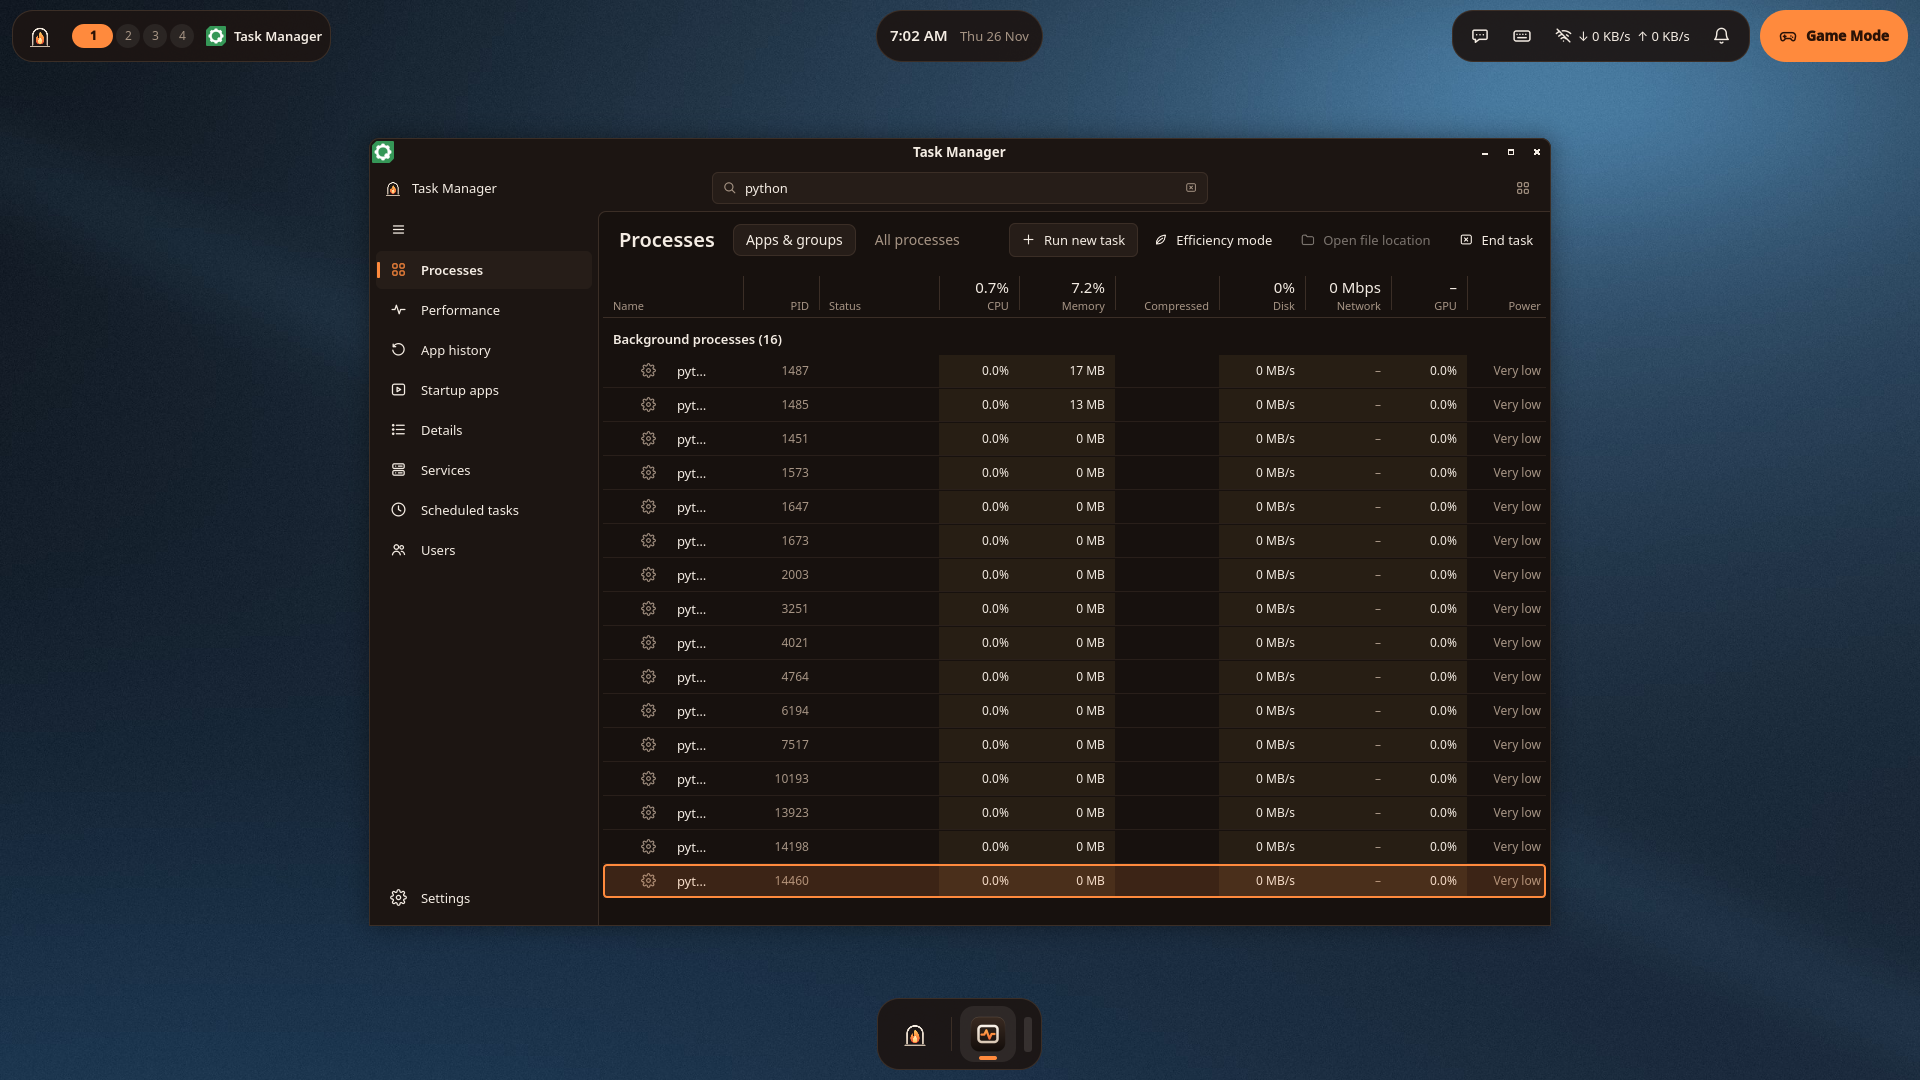 1 2 3 4 Task Manager
7:02 AM Thu 26 Nov
0 KB/s 0 KB/s
Game Mode
Task Manager
Task Manager
python
Processes
Performance
App history
Startup apps
Details
Services
Scheduled tasks
Users
Settings
Processes Apps & groups All processes Run new task Efficiency mode Open file location End task
0.7% 7.2% 0% 0 Mbps –
Name PID Status CPU Memory Compressed Disk Network GPU Power
Background processes (16)
pyt... 1487 0.0% 17 MB 0 MB/s – 0.0% Very low
pyt... 1485 0.0% 13 MB 0 MB/s – 0.0% Very low
pyt... 1451 0.0% 0 MB 0 MB/s – 0.0% Very low
pyt... 1573 0.0% 0 MB 0 MB/s – 0.0% Very low
pyt... 1647 0.0% 0 MB 0 MB/s – 0.0% Very low
pyt... 1673 0.0% 0 MB 0 MB/s – 0.0% Very low
pyt... 2003 0.0% 0 MB 0 MB/s – 0.0% Very low
pyt... 3251 0.0% 0 MB 0 MB/s – 0.0% Very low
pyt... 4021 0.0% 0 MB 0 MB/s – 0.0% Very low
pyt... 4764 0.0% 0 MB 0 MB/s – 0.0% Very low
pyt... 6194 0.0% 0 MB 0 MB/s – 0.0% Very low
pyt... 7517 0.0% 0 MB 0 MB/s – 0.0% Very low
pyt... 10193 0.0% 0 MB 0 MB/s – 0.0% Very low
pyt... 13923 0.0% 0 MB 0 MB/s – 0.0% Very low
pyt... 14198 0.0% 0 MB 0 MB/s – 0.0% Very low
pyt... 14460 0.0% 0 MB 0 MB/s – 0.0% Very low